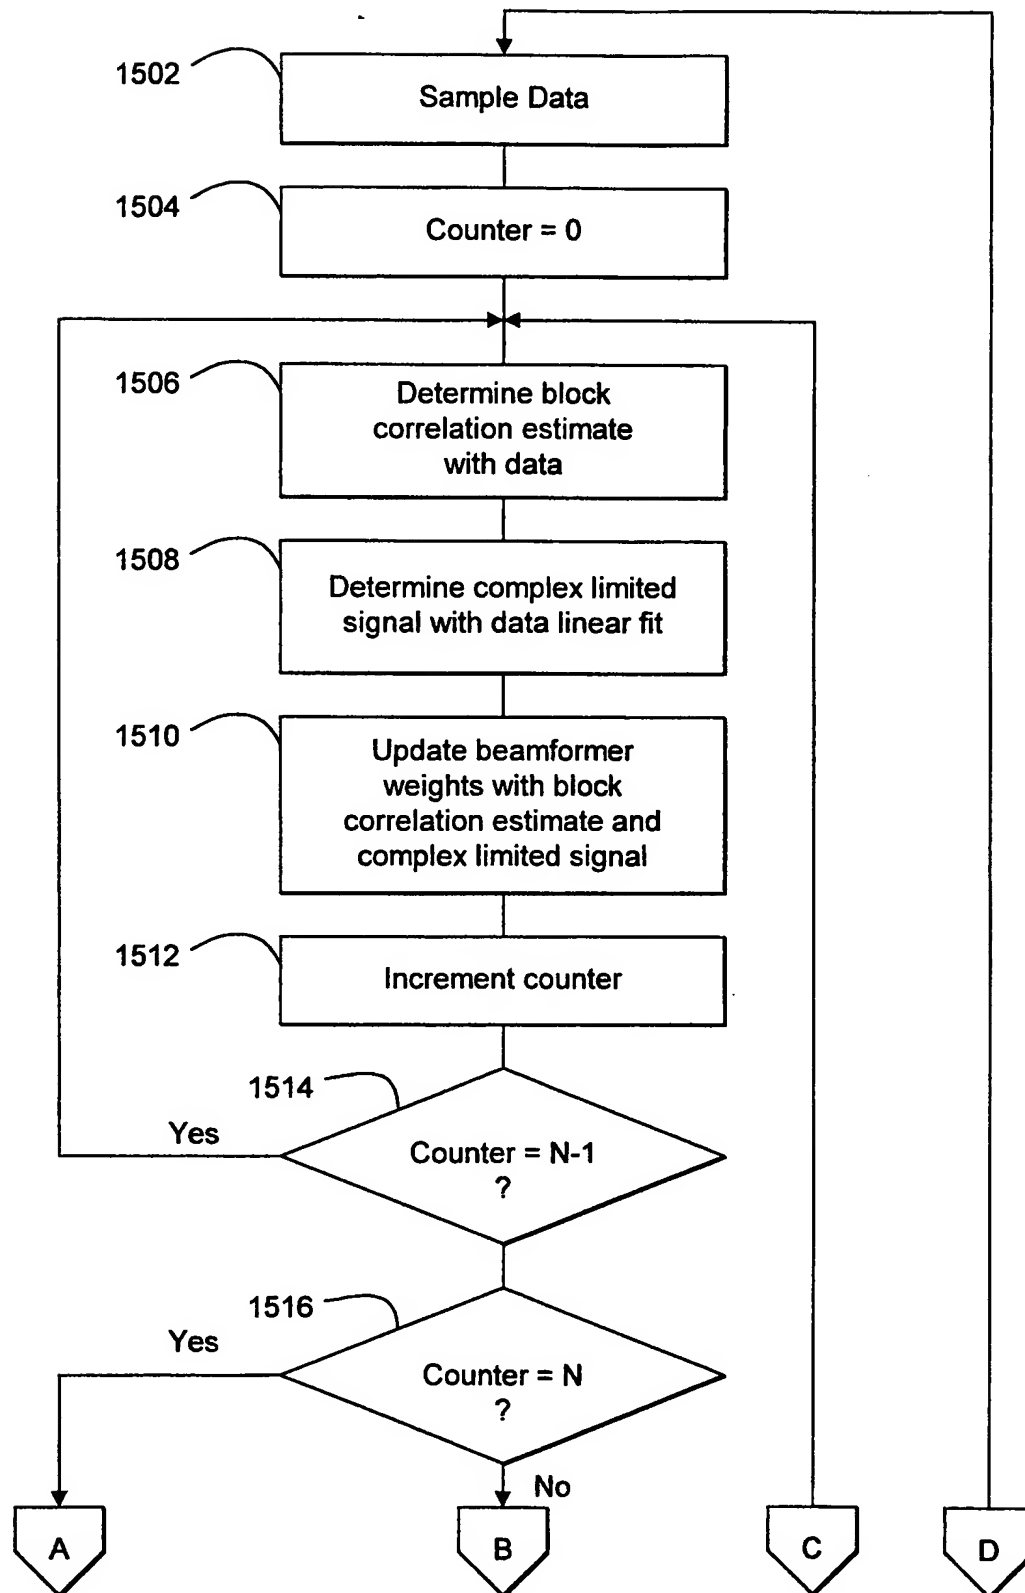 1502
Sample Data
1504
Counter = 0
1506
Determine block
correlation estimate
with data
1508
Determine complex limited
signal with data linear fit
1510
Update beamformer
weights with block
correlation estimate and
complex limited signal
1512
Increment counter
1514
Yes
Counter = N-1
?
1516
Yes
Counter = N
?
No
A
B
C
D